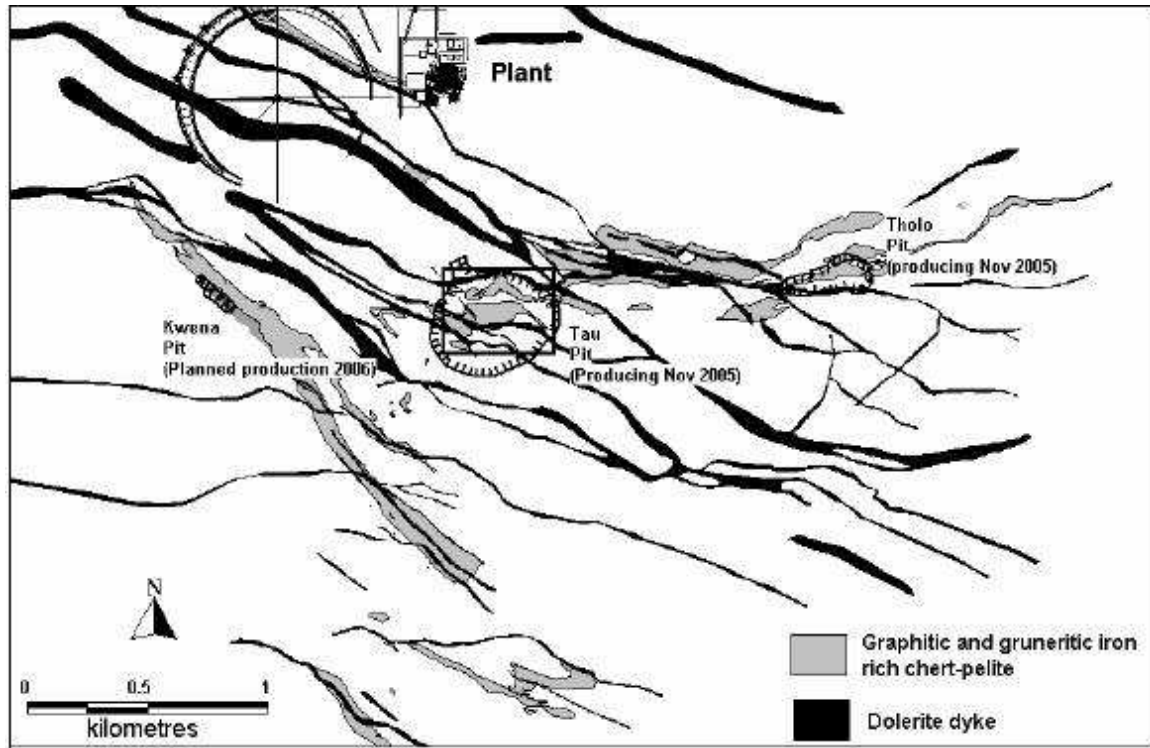 Plant
Tholo
Pit
(producing Nov 2005)
Kwena
Pit
(Planned production 2006)
Tau
Pit
(Producing Nov 2005)
N
0 0.5 1
kilometres
Graphitic and gruneritic iron
rich chert-pelite
Dolerite dyke